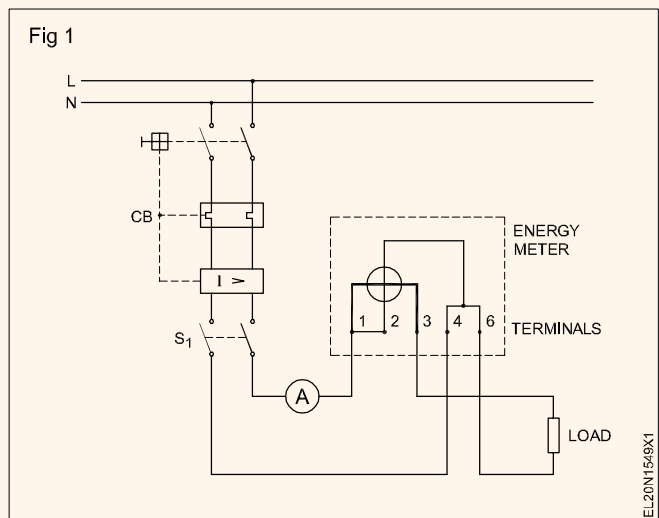 Fig 1
L
N
CB
I >
S1
A
ENERGY
METER
1 2 3 4 6
TERMINALS
LOAD
EL20N1549X1